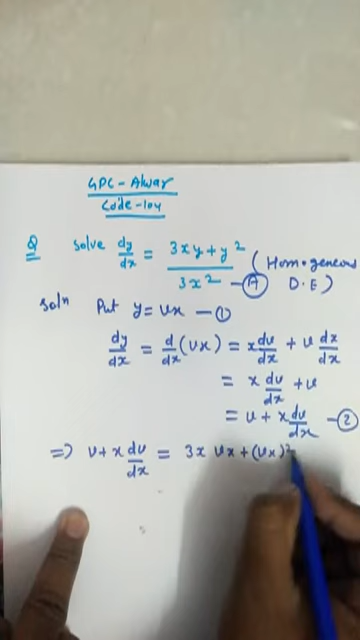 GPC-Alwar
Code-104
Q Solve dy/dx = (3xy+y²)/3x² —Ⓐ (Homogeneous D.E)
Solⁿ Put y=vx —①
dy/dx = d/dx (vx) = x dv/dx + v dx/dx
= x dv/dx + v
= v + x dv/dx —②
=> v + x dv/dx = 3x vx+(vx)²